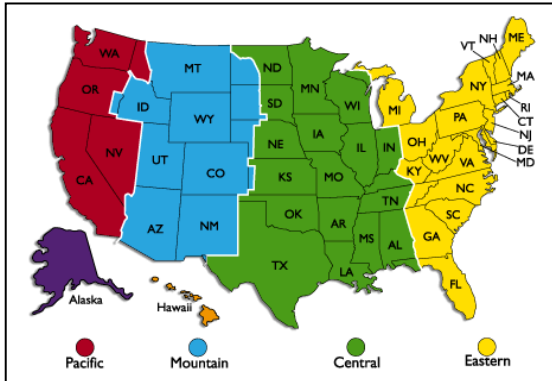 WA
MT
ND
MN
VT
NH
ME
OR
ID
SD
WI
MI
NY
MA
RI
CT
WY
NE
IA
PA
NJ
DE
MD
NV
UT
CO
IL
IN
OH
WV
VA
CA
KS
MO
KY
NC
AZ
NM
OK
AR
TN
SC
TX
LA
MS
AL
GA
FL
Alaska
Hawaii
Pacific
Mountain
Central
Eastern